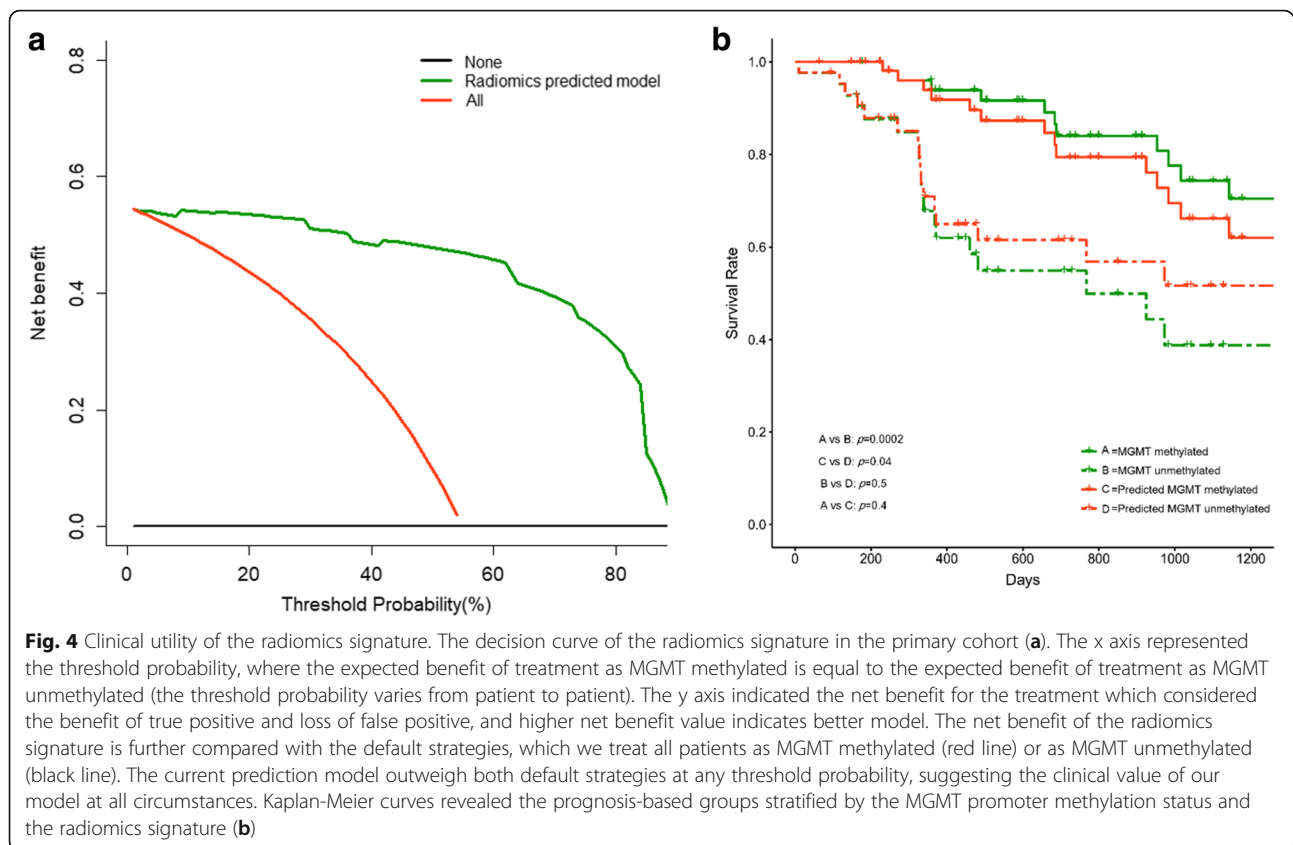 a
None
Radiomics predicted model
All
0.8
0.6
0.4
0.2
0.0
Net benefit
0
20
40
60
80
Threshold Probability(%)
b
1.0
0.8
0.6
0.4
0.2
0.0
Survival Rate
A vs B: p=0.0002
C vs D: p=0.04
B vs D: p=0.5
A vs C: p=0.4
A =MGMT methylated
B =MGMT unmethylated
C=Predicted MGMT methylated
D=Predicted MGMT unmethylated
0
200
400
600
800
1000
1200
Days
Fig. 4 Clinical utility of the radiomics signature. The decision curve of the radiomics signature in the primary cohort (a). The x axis represented
the threshold probability, where the expected benefit of treatment as MGMT methylated is equal to the expected benefit of treatment as MGMT
unmethylated (the threshold probability varies from patient to patient). The y axis indicated the net benefit for the treatment which considered
the benefit of true positive and loss of false positive, and higher net benefit value indicates better model. The net benefit of the radiomics
signature is further compared with the default strategies, which we treat all patients as MGMT methylated (red line) or as MGMT unmethylated
(black line). The current prediction model outweigh both default strategies at any threshold probability, suggesting the clinical value of our
model at all circumstances. Kaplan-Meier curves revealed the prognosis-based groups stratified by the MGMT promoter methylation status and
the radiomics signature (b)